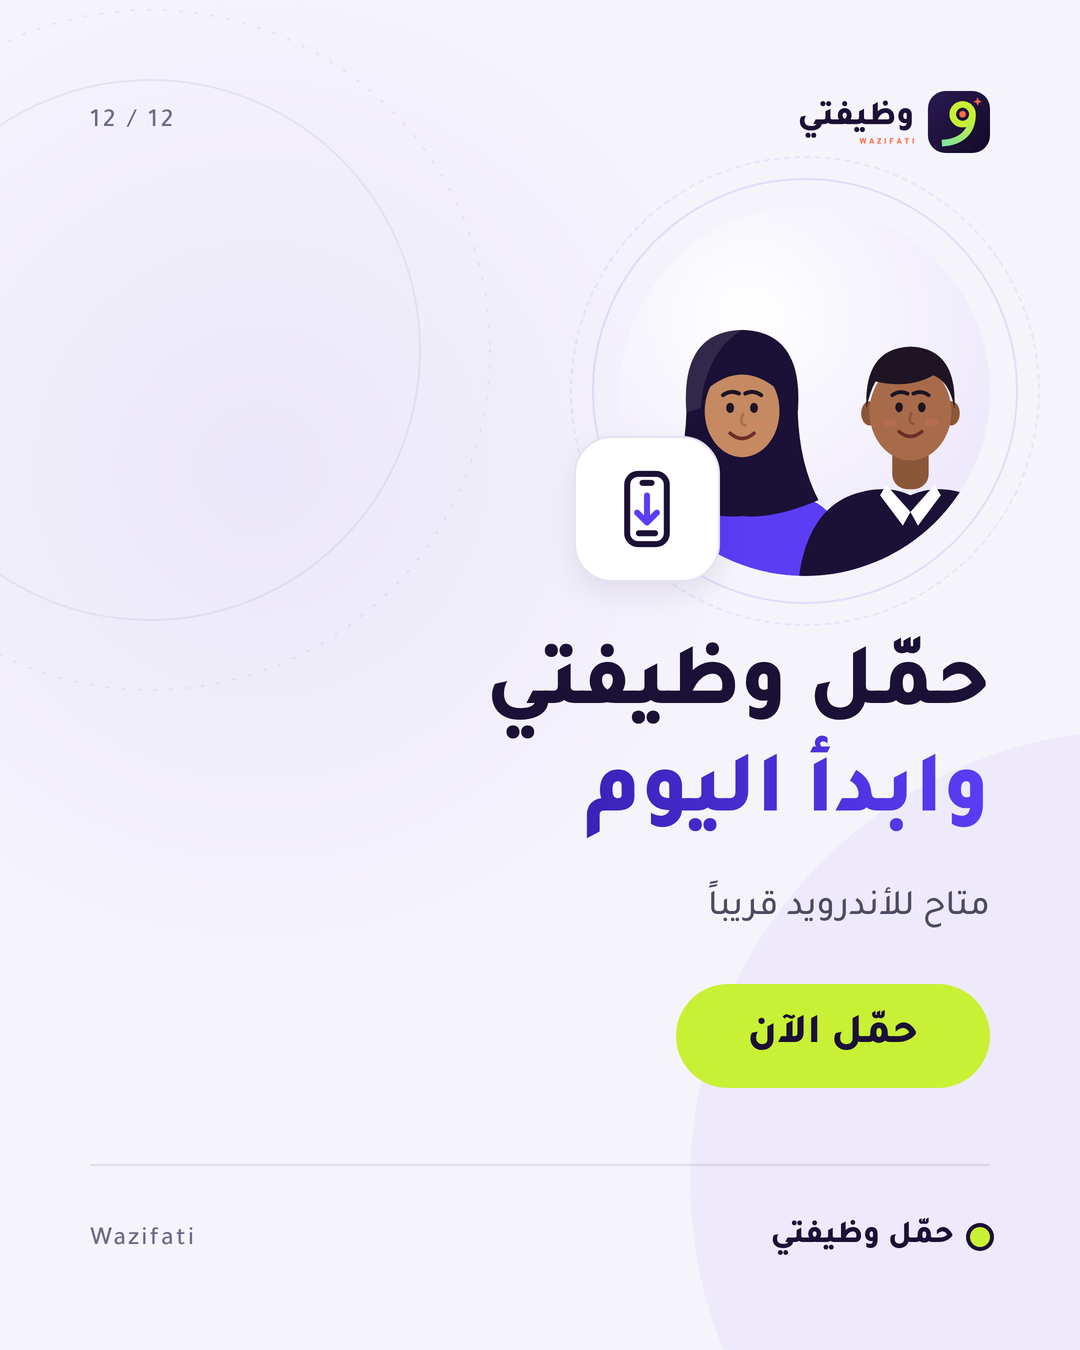 وظيفتي
WAZIFATI
12 / 12
حمّل وظيفتي
وابدأ اليوم
متاح للأندرويد قريباً
حمّل الآن
حمّل وظيفتي
Wazifati